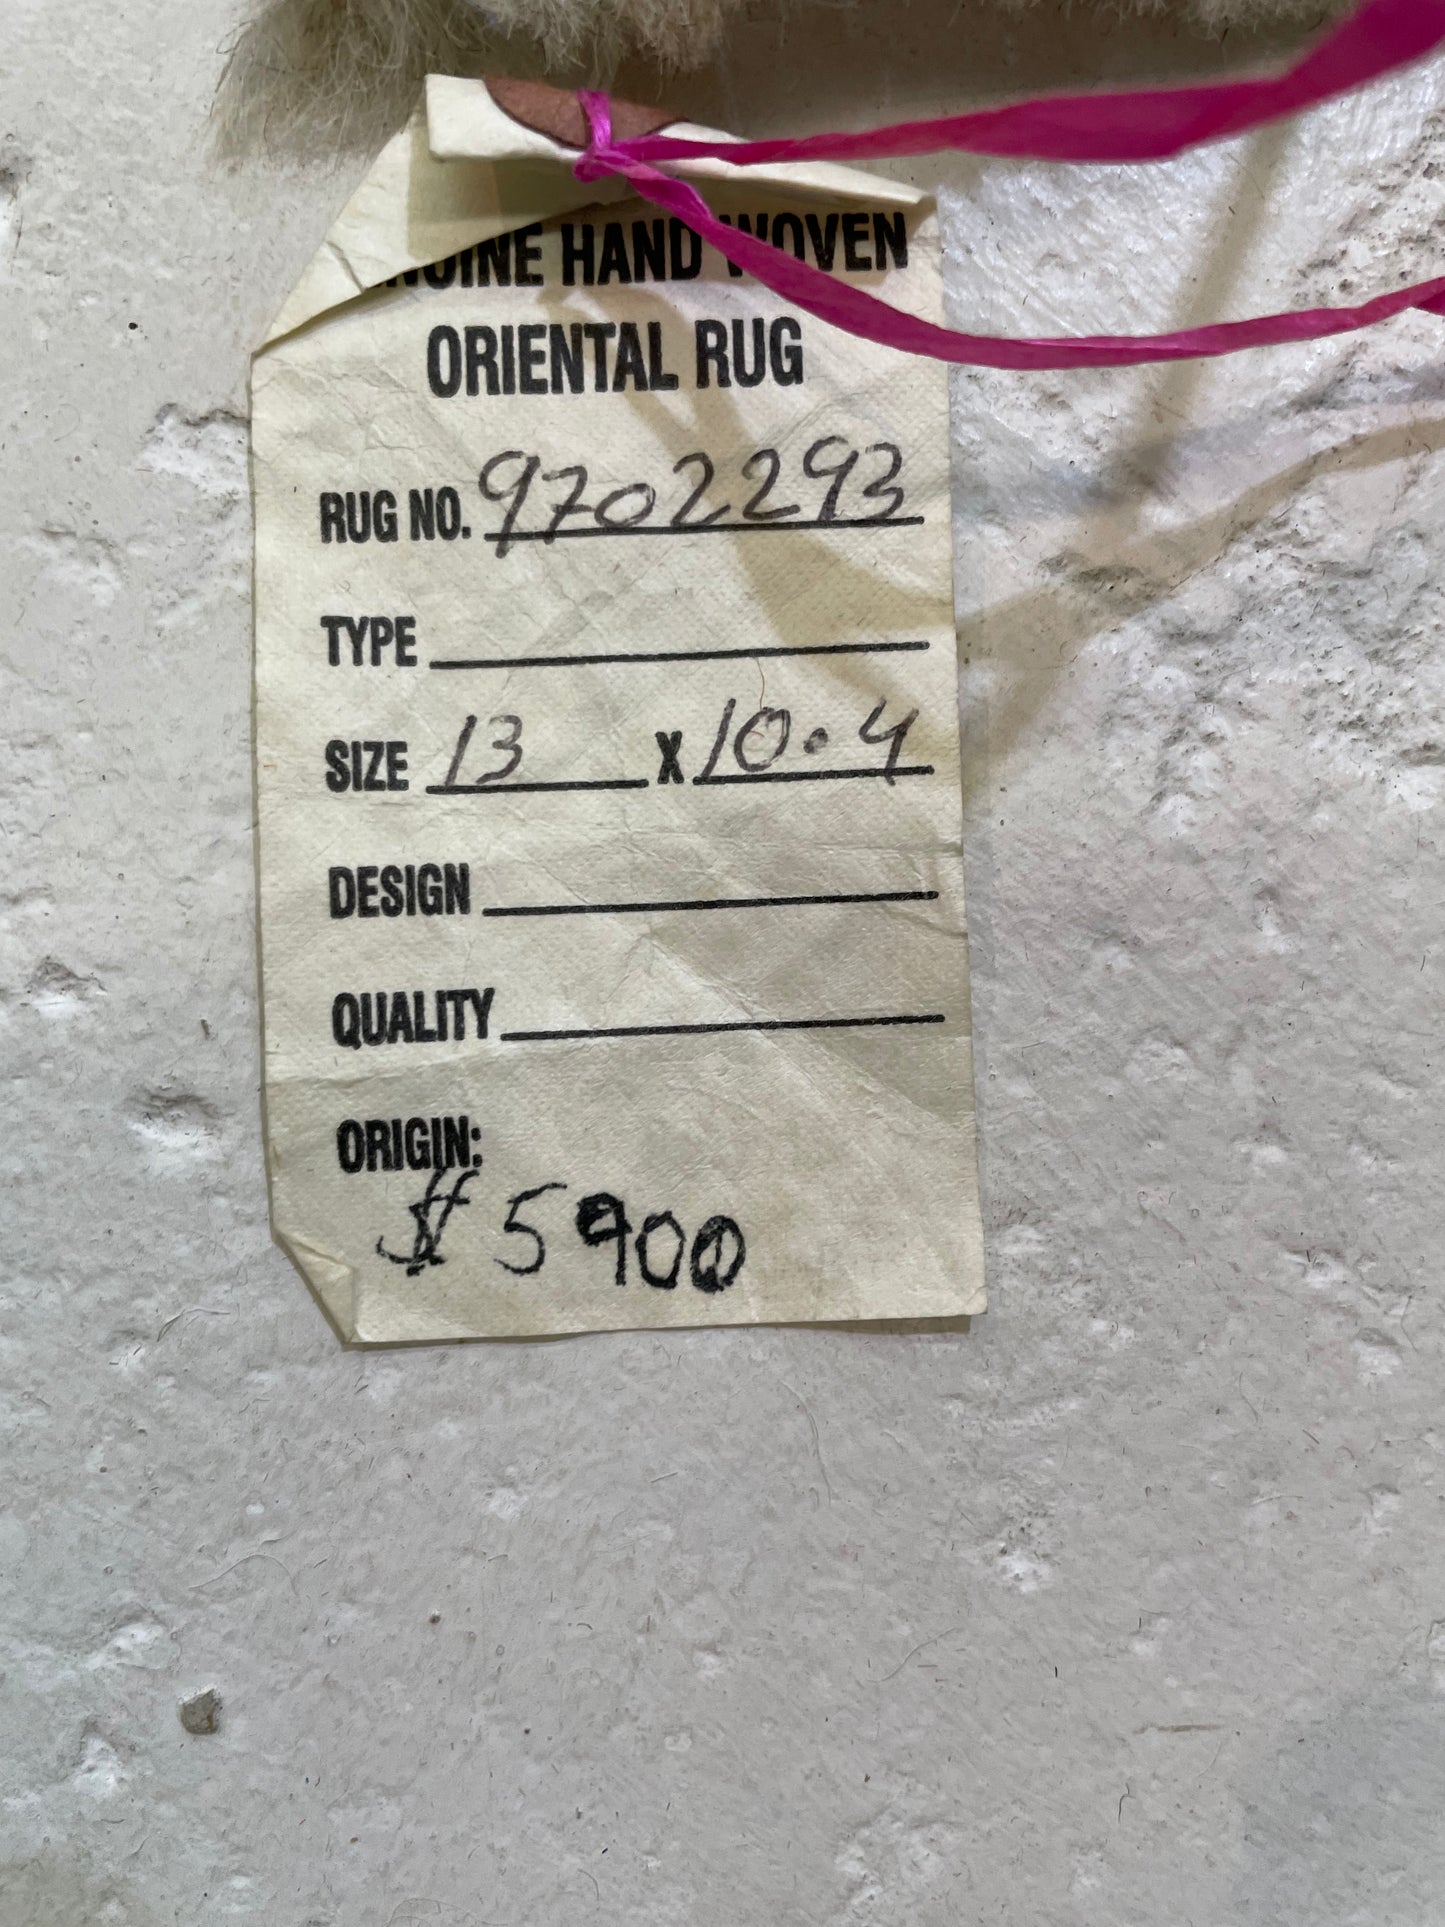 HAND WOVEN
ORIENTAL RUG
RUG NO. 9702293
TYPE
SIZE 13 X 10.4
DESIGN
QUALITY
ORIGIN:
$ 5900